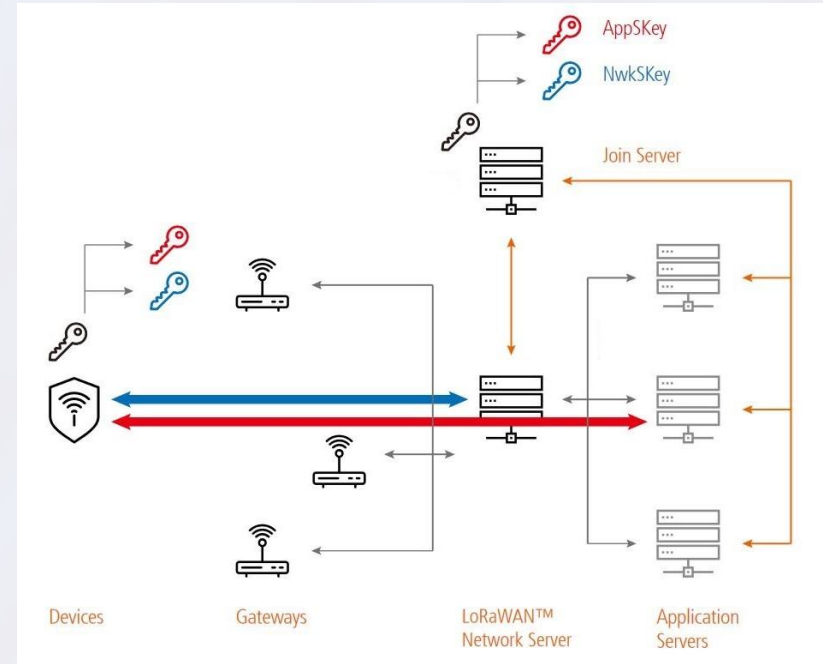 AppSKey
NwkSKey
Join Server
Devices
Gateways
LoRaWAN™
Network Server
Application
Servers